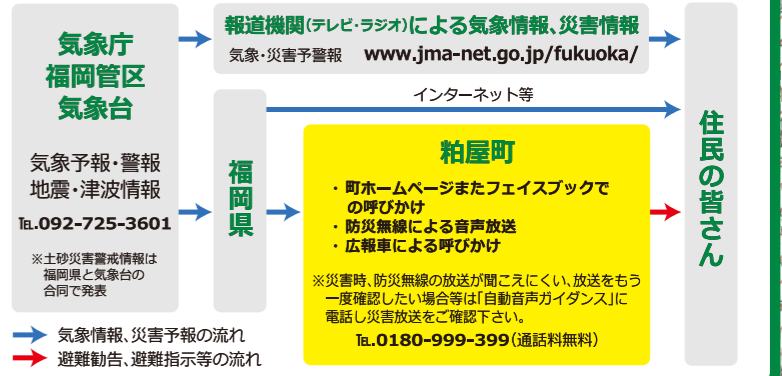 気象庁
福岡管区
気象台
気象予報・警報
地震・津波情報
℡.092-725-3601
※土砂災害警戒情報は
福岡県と気象台の
合同で発表
報道機関(テレビ・ラジオ)による気象情報、災害情報
気象・災害予警報 www.jma-net.go.jp/fukuoka/
インターネット等
福岡県
粕屋町
・町ホームページまたフェイスブックで
の呼びかけ
・防災無線による音声放送
・広報車による呼びかけ
※災害時、防災無線の放送が聞こえにくい、放送をもう
一度確認したい場合等は「自動音声ガイダンス」に
電話し災害放送をご確認下さい。
℡.0180-999-399(通話料無料)
住民の皆さん
気象情報、災害予報の流れ
避難勧告、避難指示等の流れ